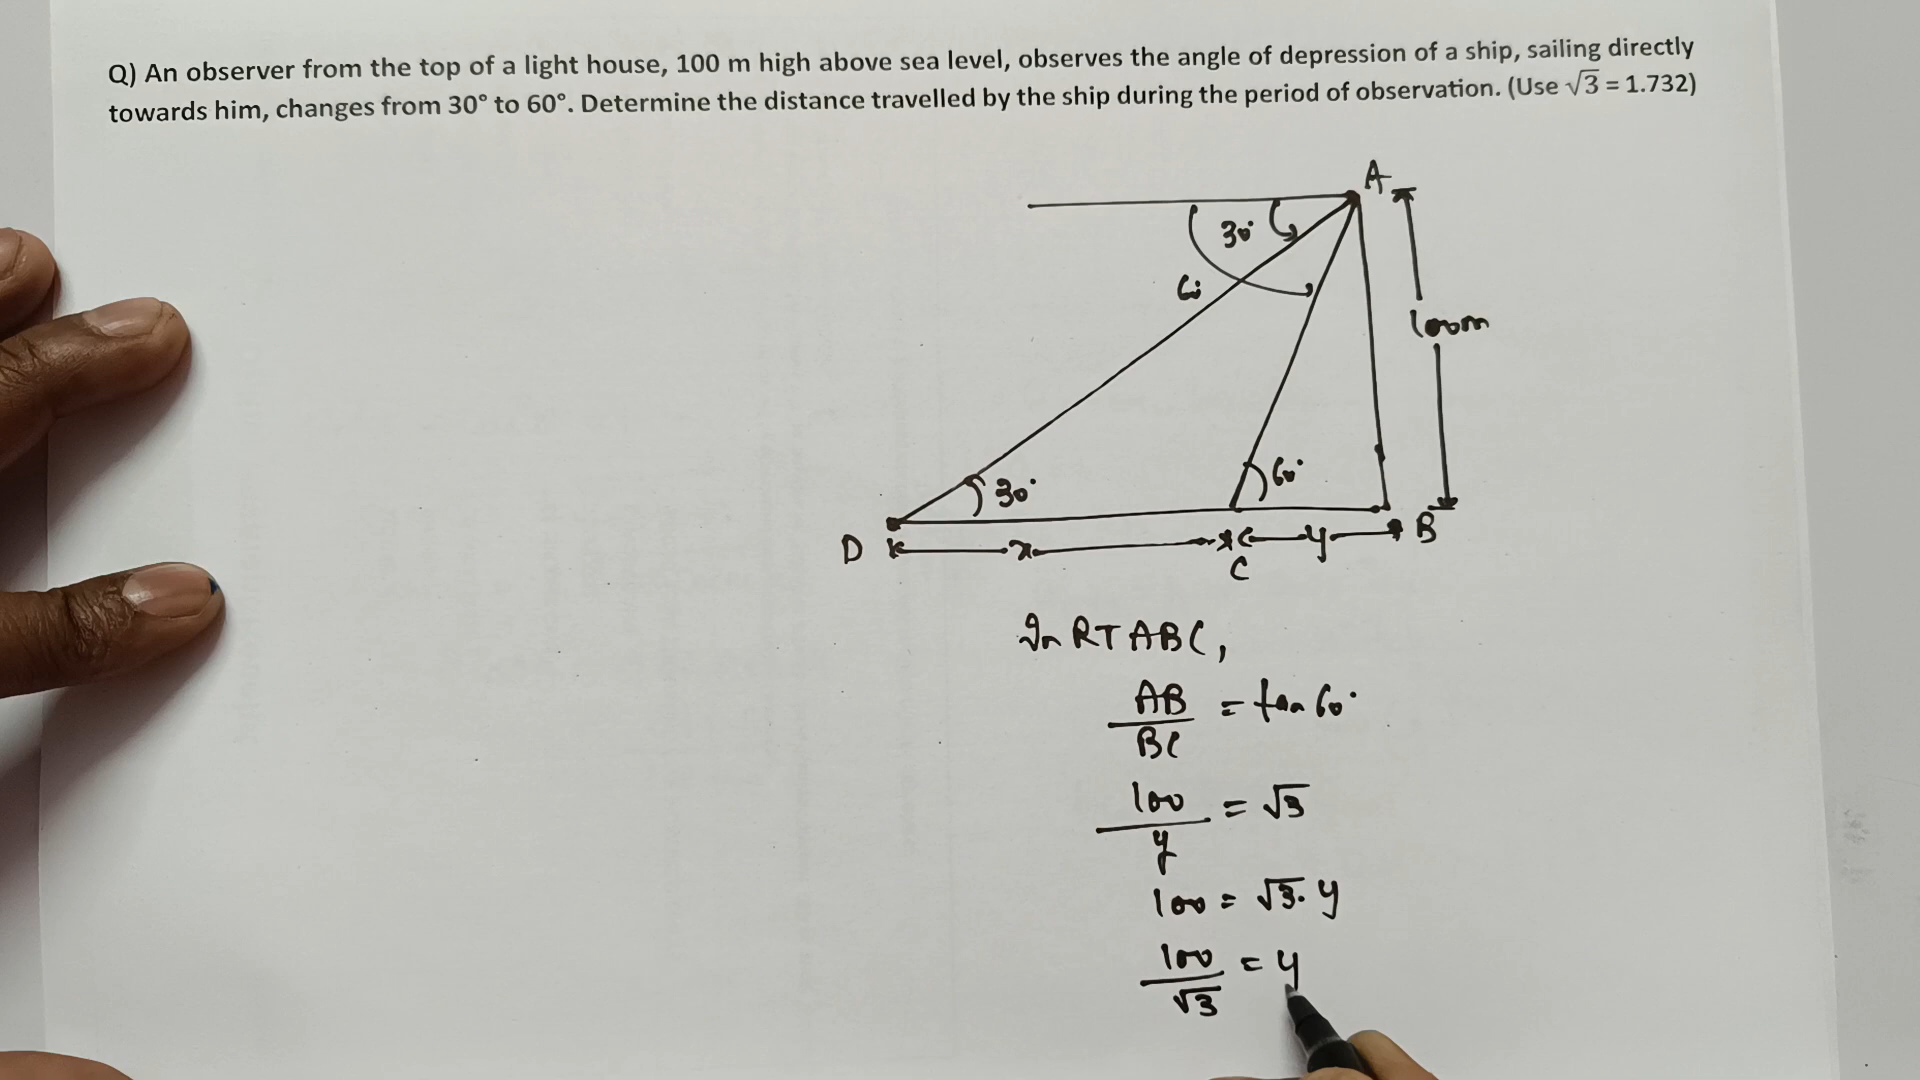 Q) An observer from the top of a light house, 100 m high above sea level, observes the angle of depression of a ship, sailing directly
towards him, changes from 30° to 60°. Determine the distance travelled by the ship during the period of observation. (Use √3 = 1.732)
A
30°
60
100m
60°
30°
D x y B
C
In RT ABC,
AB/BC = tan 60°
100/y = √3
100 = √3. y
100/√3 = y